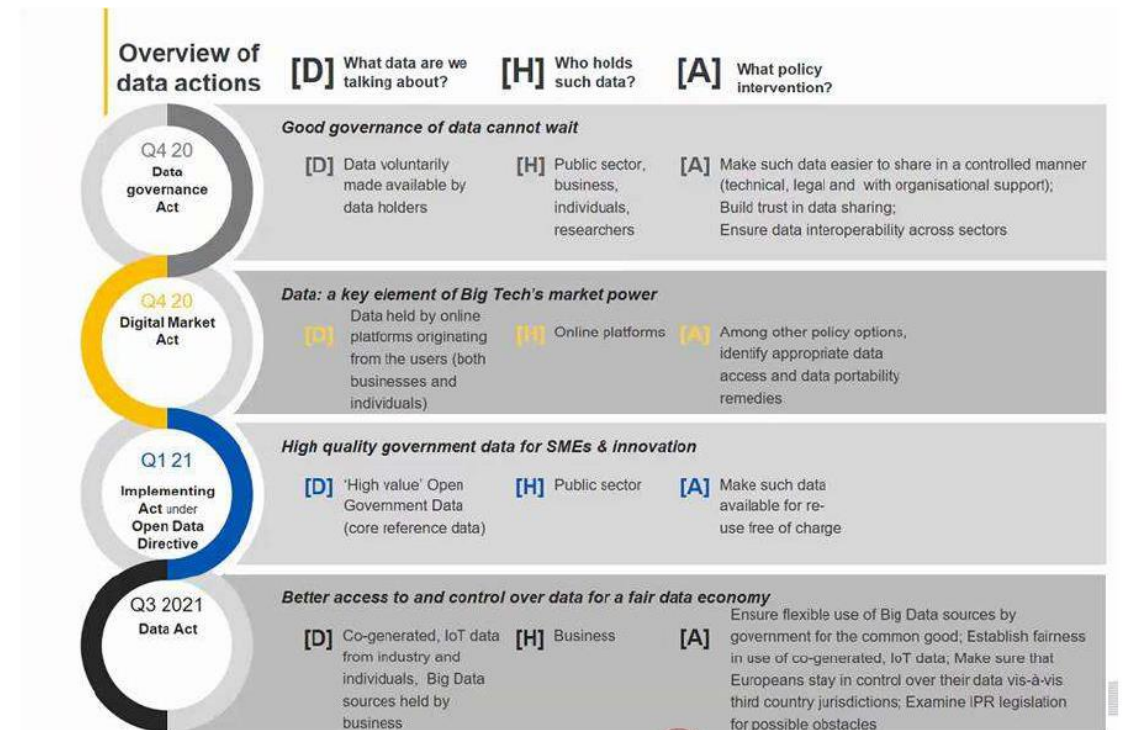 Overview of
data actions
[D] What data are we
talking about?
[H] Who holds
such data?
[A] What policy
intervention?
Q4 20
Data
governance
Act
Good governance of data cannot wait
[D] Data voluntarily
made available by
data holders
[H] Public sector,
business,
individuals,
researchers
[A] Make such data easier to share in a controlled manner
(technical, legal and with organisational support);
Build trust in data sharing;
Ensure data interoperability across sectors
Q4 20
Digital Market
Act
Data: a key element of Big Tech's market power
[D] Data held by online
platforms originating
from the users (both
businesses and
individuals)
[H] Online platforms
[A] Among other policy options,
identify appropriate data
access and data portability
remedies
Q1 21
Implementing
Act under
Open Data
Directive
High quality government data for SMEs & innovation
[D] 'High value' Open
Government Data
(core reference data)
[H] Public sector
[A] Make such data
available for re-
use free of charge
Q3 2021
Data Act
Better access to and control over data for a fair data economy
[D] Co-generated, IoT data
from industry and
individuals, Big Data
sources held by
business
[H] Business
[A] Ensure flexible use of Big Data sources by
government for the common good; Establish fairness
in use of co-generated, IoT data; Make sure that
Europeans stay in control over their data vis-à-vis
third country jurisdictions; Examine IPR legislation
for possible obstacles